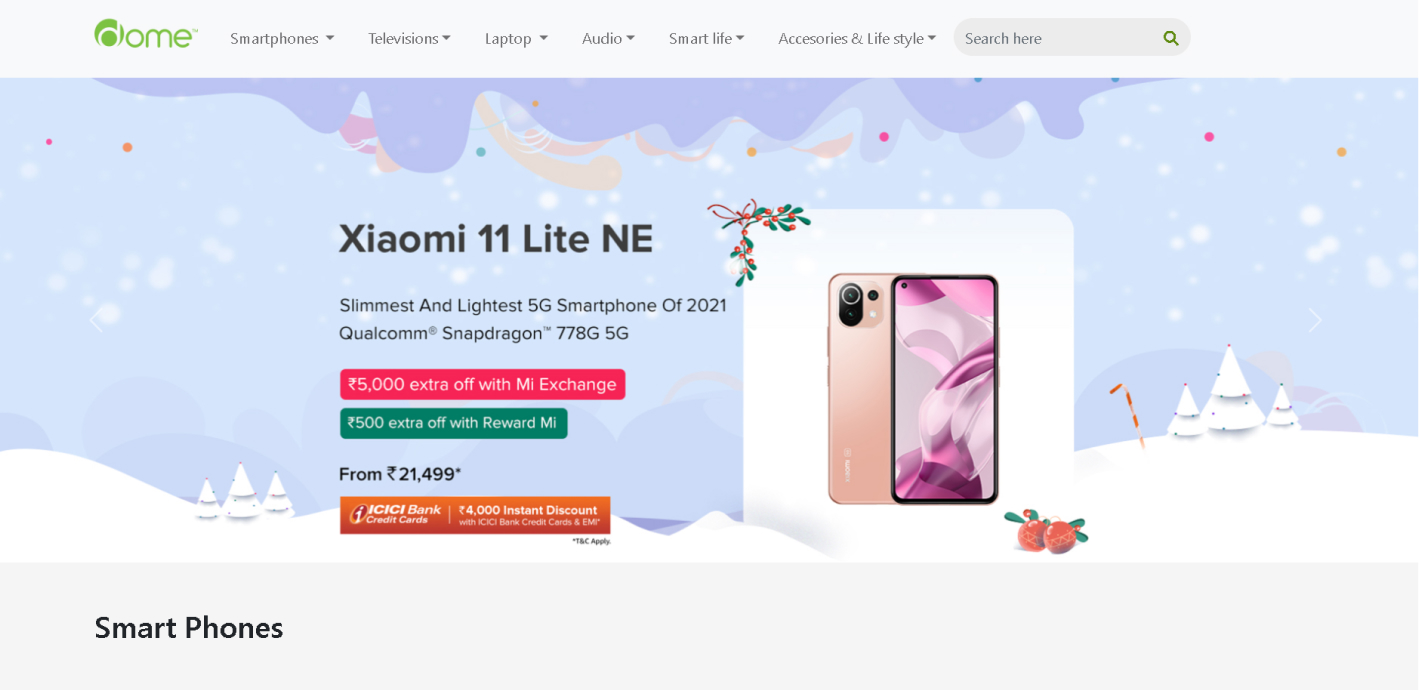 Dome™
Smartphones
Televisions
Laptop
Audio
Smart life
Accesories & Life style
Search here
Xiaomi 11 Lite NE
Slimmest And Lightest 5G Smartphone Of 2021
Qualcomm® Snapdragon™ 778G 5G
₹5,000 extra off with Mi Exchange
₹500 extra off with Reward Mi
From ₹21,499*
ICICI Bank
Credit Cards
₹4,000 Instant Discount
with ICICI Bank Credit Cards & EMI*
*T&C Apply.
xiaomi
Smart Phones